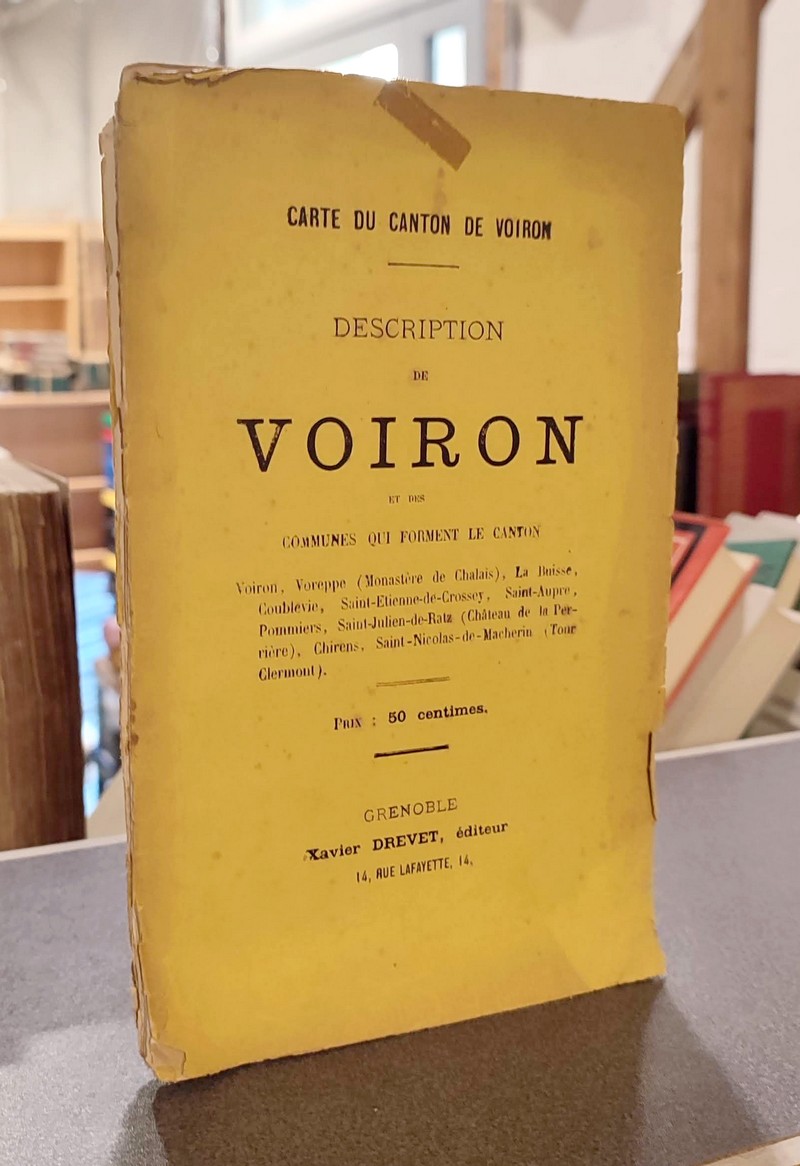 CARTE DU CANTON DE VOIRON
DESCRIPTION
DE
VOIRON
ET DES
COMMUNES QUI FORMENT LE CANTON
Voiron, Voreppe (Monastère de Chalais), La Buisse,
Coublevie, Saint-Etienne-de-Crossey, Saint-Aupre,
Pommiers, Saint-Julien-de-Ratz (Château de la Per-
rière), Chirens, Saint-Nicolas-de-Macherin (Tour
Clermont).
PRIX : 50 centimes.
GRENOBLE
Xavier DREVET, éditeur
14, RUE LAFAYETTE, 14,